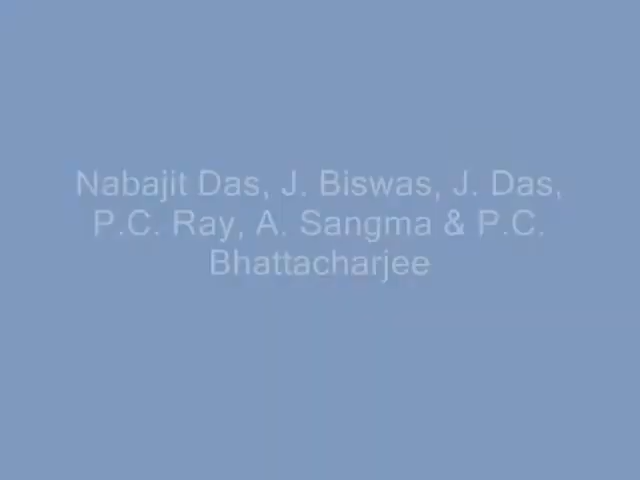 Nabajit Das, J. Biswas, J. Das,
P.C. Ray, A. Sangma & P.C.
Bhattacharjee